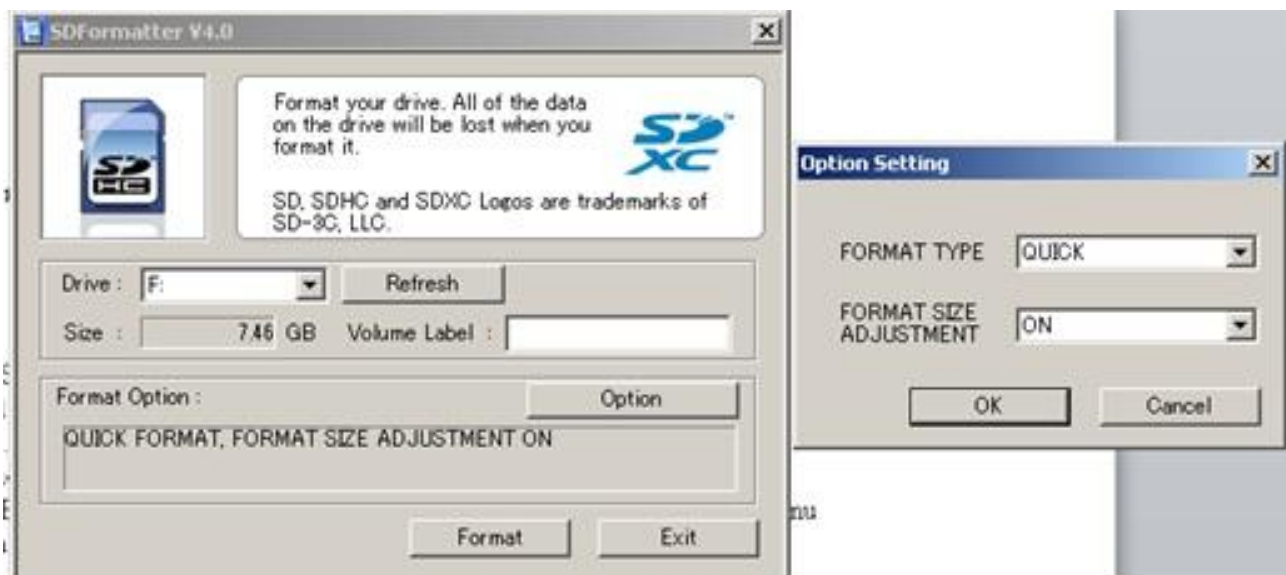 SDFormatter V4.0
Format your drive. All of the data
on the drive will be lost when you
format it.
SD, SDHC and SDXC Logos are trademarks of
SD-3C, LLC.
SD
HC
SD
XC
TM
Drive : F: Refresh
Size : 7.46 GB Volume Label :
Format Option : Option
QUICK FORMAT, FORMAT SIZE ADJUSTMENT ON
Format Exit
Option Setting
FORMAT TYPE QUICK
FORMAT SIZE
ADJUSTMENT ON
OK Cancel
nu